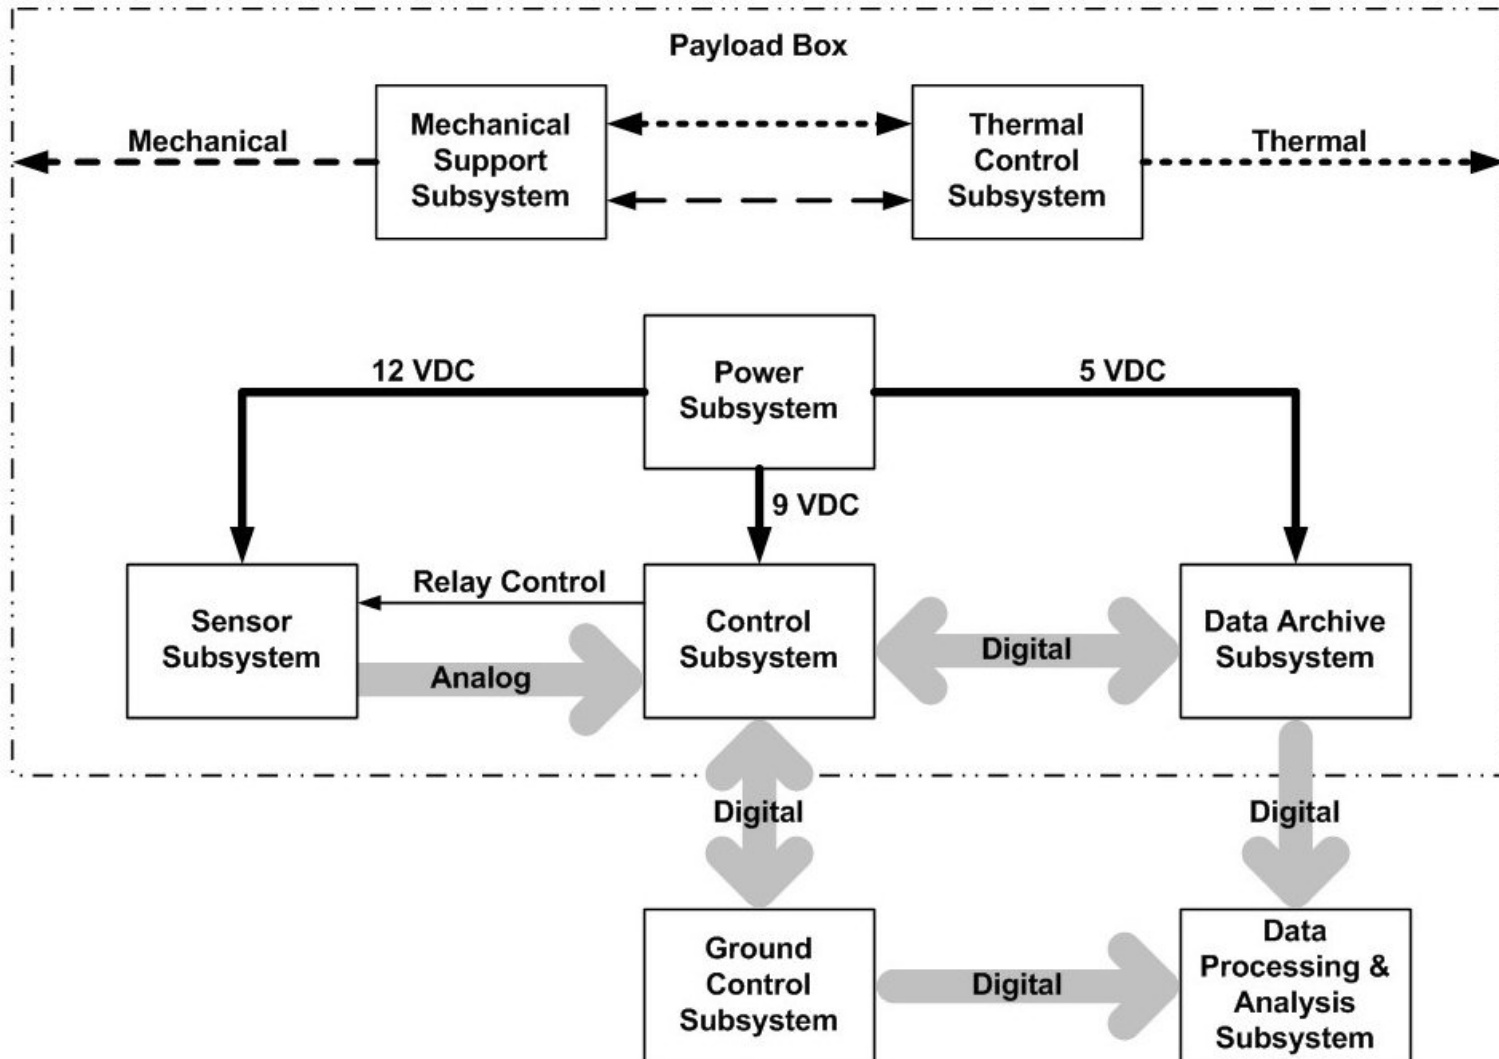 Payload Box
Mechanical
Mechanical
Support
Subsystem
Thermal
Control
Subsystem
Thermal
12 VDC
Power
Subsystem
5 VDC
9 VDC
Sensor
Subsystem
Relay Control
Analog
Control
Subsystem
Digital
Data Archive
Subsystem
Digital
Digital
Ground
Control
Subsystem
Digital
Data
Processing &
Analysis
Subsystem